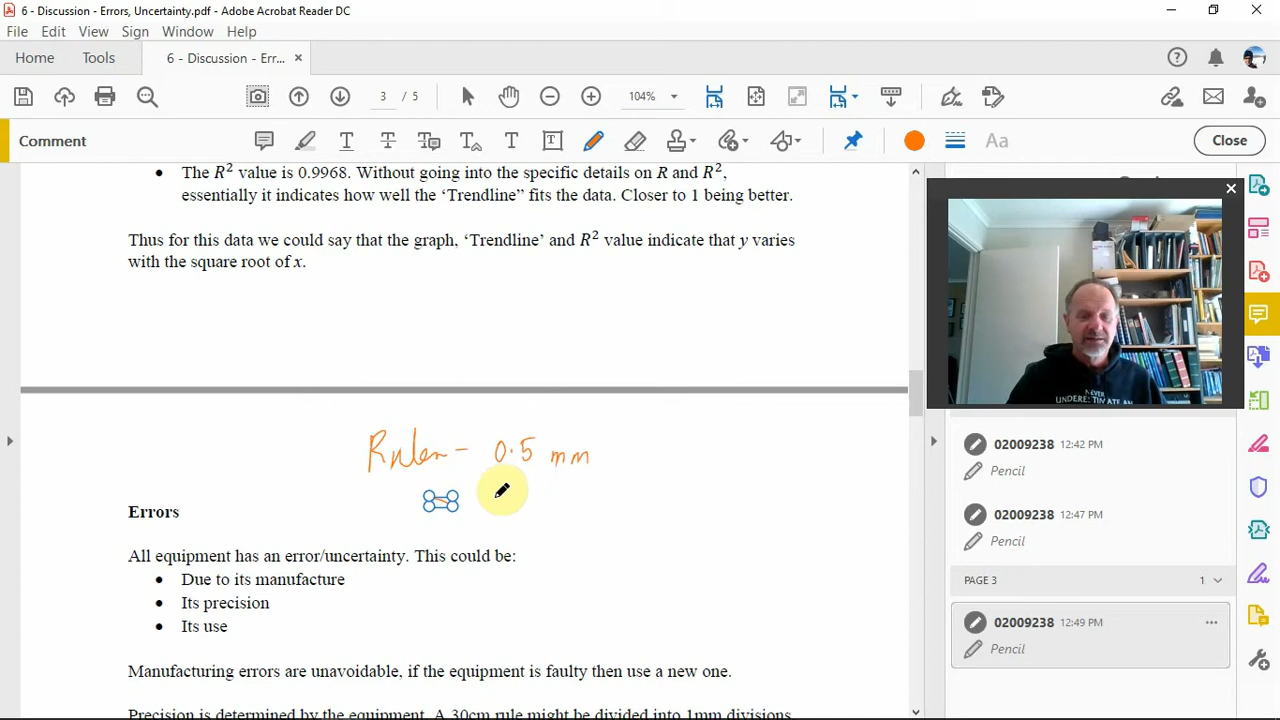 6 - Discussion - Errors, Uncertainty.pdf - Adobe Acrobat Reader DC
File Edit View Sign Window Help
Home Tools 6 - Discussion - Err... ×
3 / 5 104%
Comment Close
• The R² value is 0.9968. Without going into the specific details on R and R²,
essentially it indicates how well the ‘Trendline” fits the data. Closer to 1 being better.
Thus for this data we could say that the graph, ‘Trendline’ and R² value indicate that y varies
with the square root of x.
NEVER
Ruler - 0.5 mm
Errors
All equipment has an error/uncertainty. This could be:
• Due to its manufacture
• Its precision
• Its use
Manufacturing errors are unavoidable, if the equipment is faulty then use a new one.
Precision is determined by the equipment. A 30cm rule might be divided into 1mm divisions
02009238 12:42 PM
Pencil
02009238 12:47 PM
Pencil
PAGE 3 1
02009238 12:49 PM
Pencil